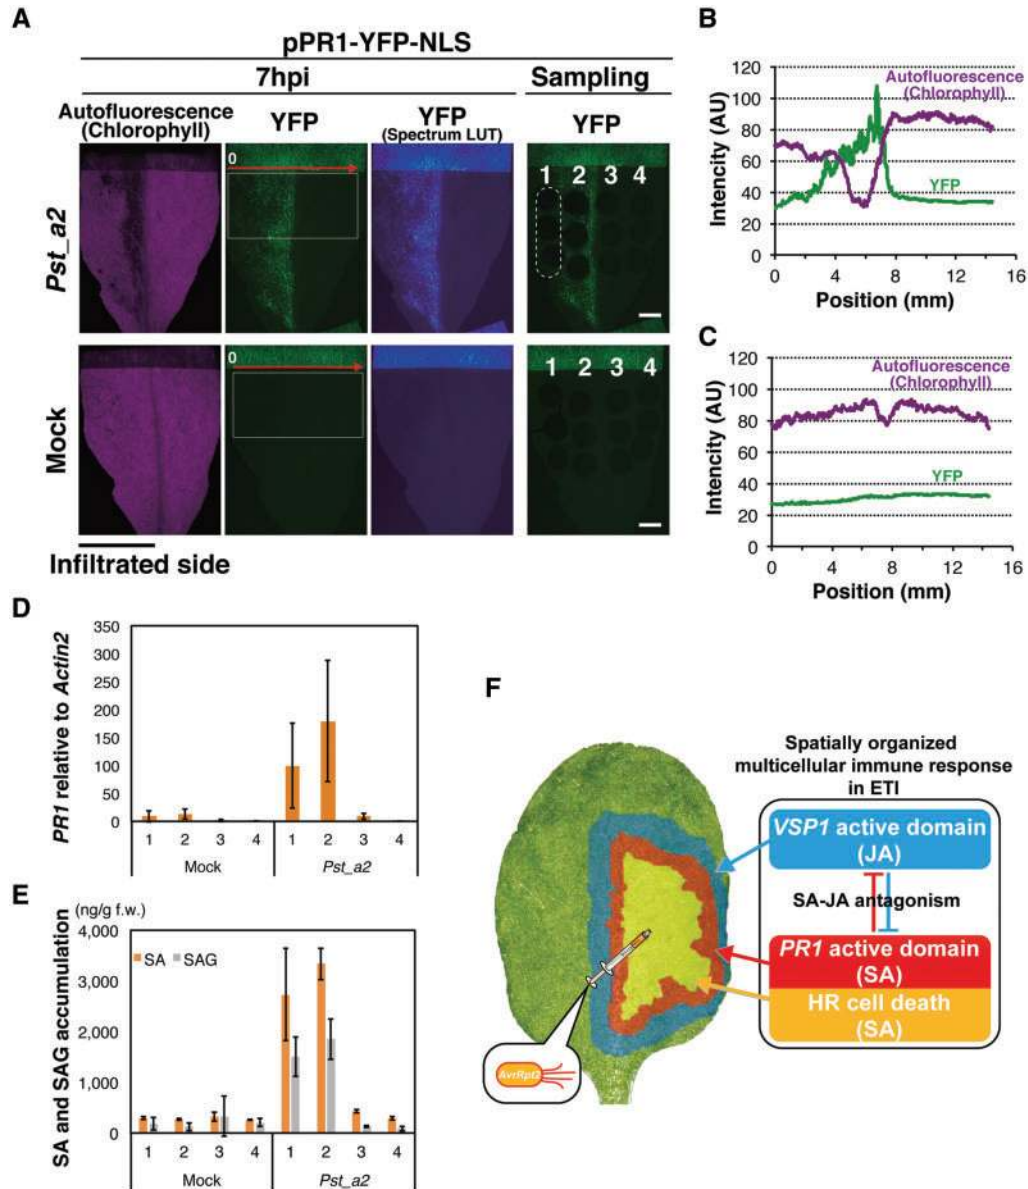 A
pPR1-YFP-NLS
7hpi
Sampling
Autofluorescence
(Chlorophyll)
YFP
YFP
(Spectrum LUT)
YFP
Pst_a2
0
1 2 3 4
Mock
0
1 2 3 4
Infiltrated side
B
Intencity (AU)
120
100
80
60
40
20
0
Autofluorescence
(Chlorophyll)
YFP
0 4 8 12 16
Position (mm)
C
Intencity (AU)
120
100
80
60
40
20
0
Autofluorescence
(Chlorophyll)
YFP
0 4 8 12 16
Position (mm)
D
PR1 relative to Actin2
350
300
250
200
150
100
50
0
1 2 3 4 1 2 3 4
Mock Pst_a2
E
(ng/g f.w.)
SA and SAG accumulation
4,000
3,000
2,000
1,000
0
SA SAG
1 2 3 4 1 2 3 4
Mock Pst_a2
F
Spatially organized
multicellular immune response
in ETI
VSP1 active domain
(JA)
SA-JA antagonism
PR1 active domain
(SA)
HR cell death
(SA)
AvrRpt2